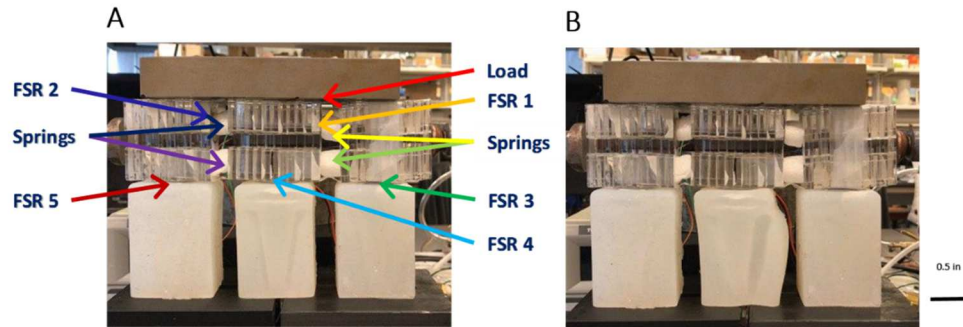 A
B
FSR 2
Load
FSR 1
Springs
Springs
FSR 5
FSR 3
FSR 4
0.5 in